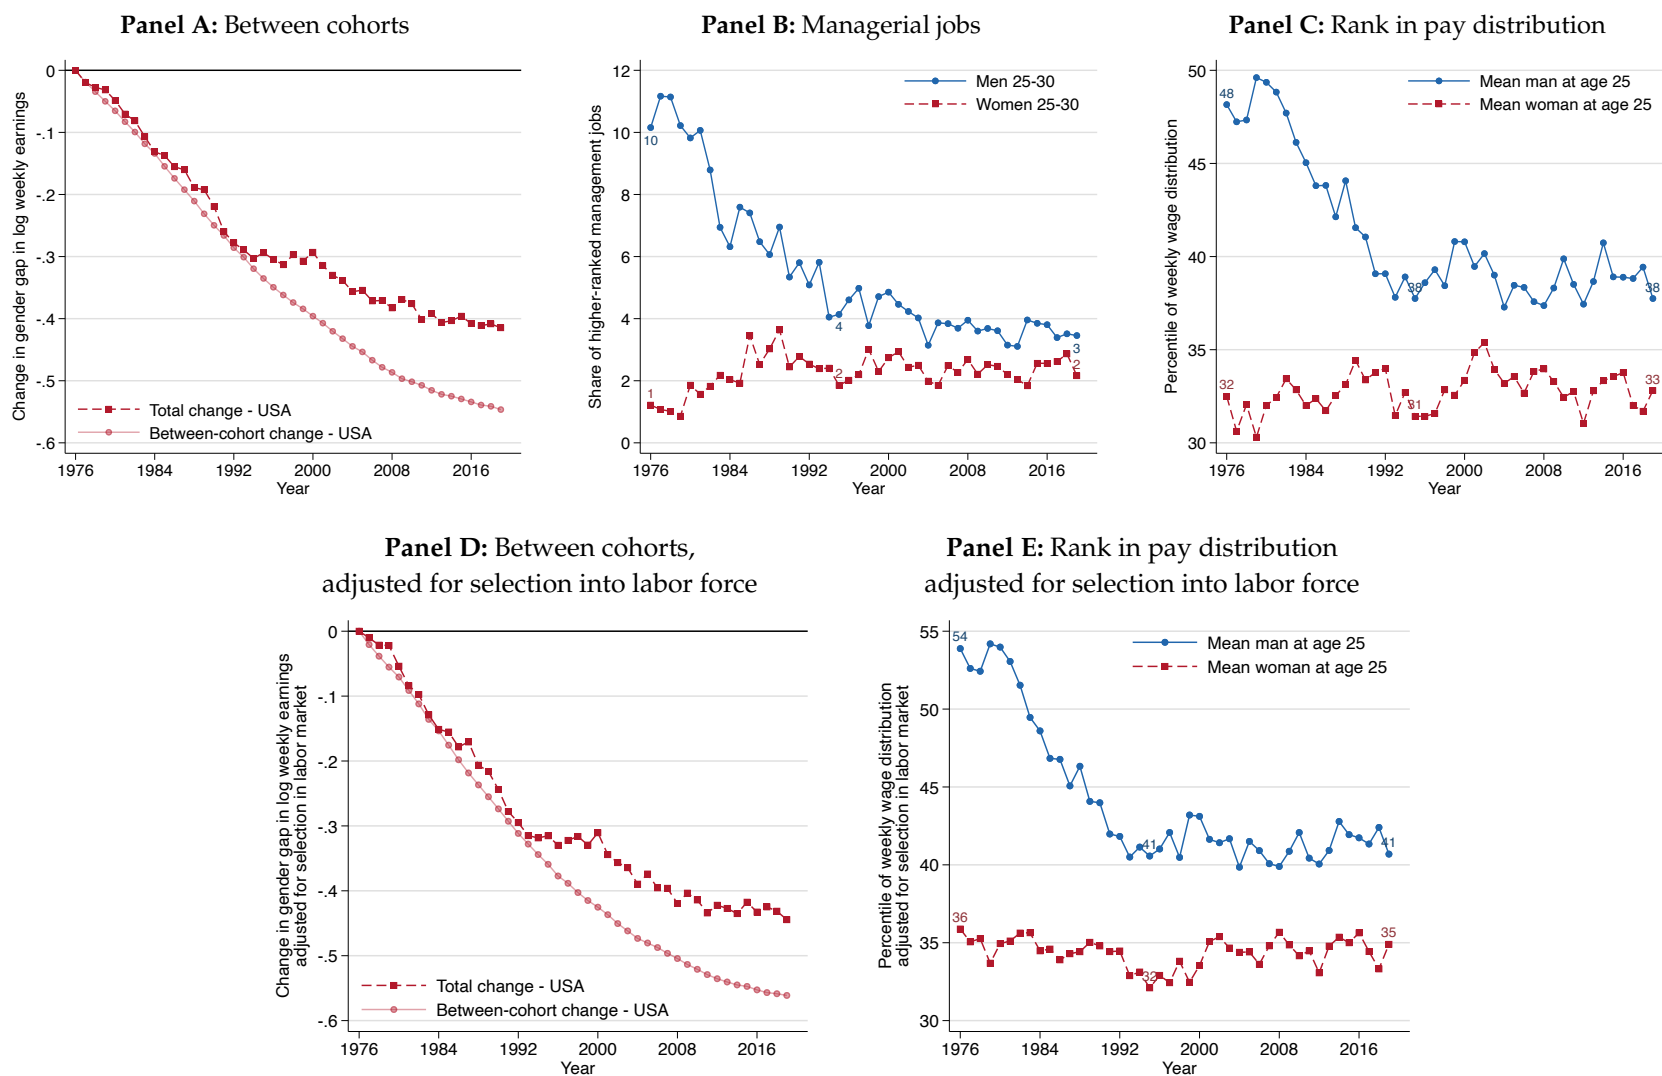 Panel A: Between cohorts
Change in gender gap in log weekly earnings
0
-.1
-.2
-.3
-.4
-.5
-.6
Total change - USA
Between-cohort change - USA
1976 1984 1992 2000 2008 2016
Year
Panel B: Managerial jobs
Share of higher-ranked management jobs
12
10
8
6
4
2
0
Men 25-30
Women 25-30
10
1
4
2
3
2
1976 1984 1992 2000 2008 2016
Year
Panel C: Rank in pay distribution
Percentile of weekly wage distribution
50
45
40
35
30
Mean man at age 25
Mean woman at age 25
48
32
38
31
38
33
1976 1984 1992 2000 2008 2016
Year
Panel D: Between cohorts,
adjusted for selection into labor force
Change in gender gap in log weekly earnings
adjusted for selection in labor market
0
-.1
-.2
-.3
-.4
-.5
-.6
Total change - USA
Between-cohort change - USA
1976 1984 1992 2000 2008 2016
Year
Panel E: Rank in pay distribution
adjusted for selection into labor force
Percentile of weekly wage distribution
adjusted for selection in labor market
55
50
45
40
35
30
Mean man at age 25
Mean woman at age 25
54
36
41
32
41
35
1976 1984 1992 2000 2008 2016
Year